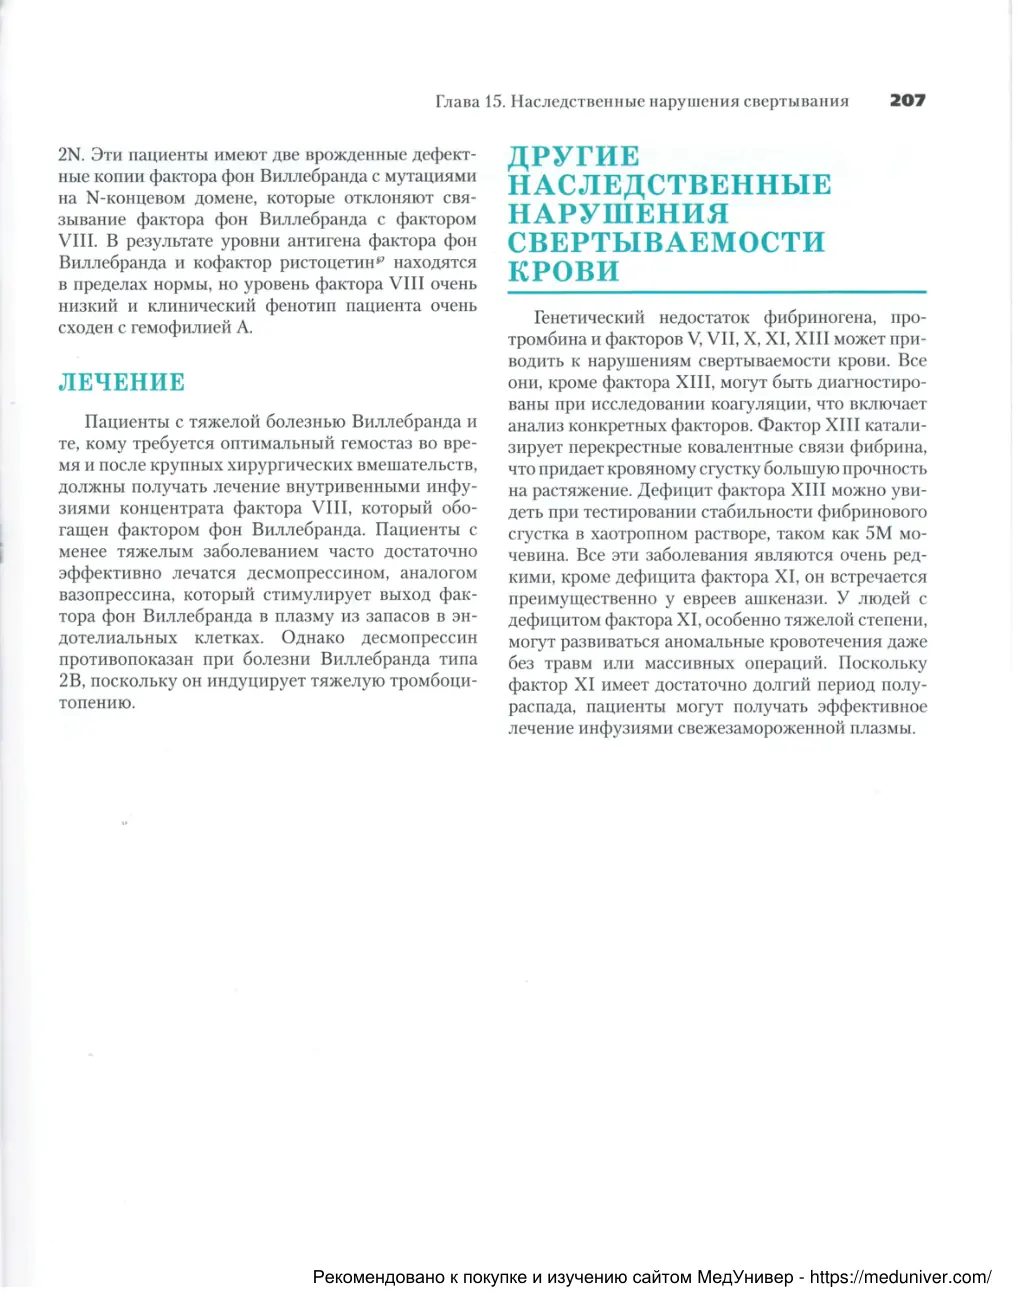 Глава 15. Наследственные нарушения свертывания 207
2N. Эти пациенты имеют две врожденные дефект-
ные копии фактора фон Виллебранда с мутациями
на N-концевом домене, которые отклоняют свя-
зывание фактора фон Виллебранда с фактором
VIII. В результате уровни антигена фактора фон
Виллебранда и кофактор ристоцетин℘ находятся
в пределах нормы, но уровень фактора VIII очень
низкий и клинический фенотип пациента очень
сходен с гемофилией А.
ЛЕЧЕНИЕ
Пациенты с тяжелой болезнью Виллебранда и
те, кому требуется оптимальный гемостаз во вре-
мя и после крупных хирургических вмешательств,
должны получать лечение внутривенными инфу-
зиями концентрата фактора VIII, который обо-
гащен фактором фон Виллебранда. Пациенты с
менее тяжелым заболеванием часто достаточно
эффективно лечатся десмопрессином, аналогом
вазопрессина, который стимулирует выход фак-
тора фон Виллебранда в плазму из запасов в эн-
дотелиальных клетках. Однако десмопрессин
противопоказан при болезни Виллебранда типа
2В, поскольку он индуцирует тяжелую тромбоци-
топению.
ДРУГИЕ
НАСЛЕДСТВЕННЫЕ
НАРУШЕНИЯ
СВЕРТЫВАЕМОСТИ
КРОВИ
Генетический недостаток фибриногена, про-
тромбина и факторов V, VII, X, XI, XIII может при-
водить к нарушениям свертываемости крови. Все
они, кроме фактора XIII, могут быть диагностиро-
ваны при исследовании коагуляции, что включает
анализ конкретных факторов. Фактор XIII катали-
зирует перекрестные ковалентные связи фибрина,
что придает кровяному сгустку большую прочность
на растяжение. Дефицит фактора XIII можно уви-
деть при тестировании стабильности фибринового
сгустка в хаотропном растворе, таком как 5М мо-
чевина. Все эти заболевания являются очень ред-
кими, кроме дефицита фактора XI, он встречается
преимущественно у евреев ашкенази. У людей с
дефицитом фактора XI, особенно тяжелой степени,
могут развиваться аномальные кровотечения даже
без травм или массивных операций. Поскольку
фактор XI имеет достаточно долгий период полу-
распада, пациенты могут получать эффективное
лечение инфузиями свежезамороженной плазмы.
Рекомендовано к покупке и изучению сайтом МедУнивер - https://meduniver.com/